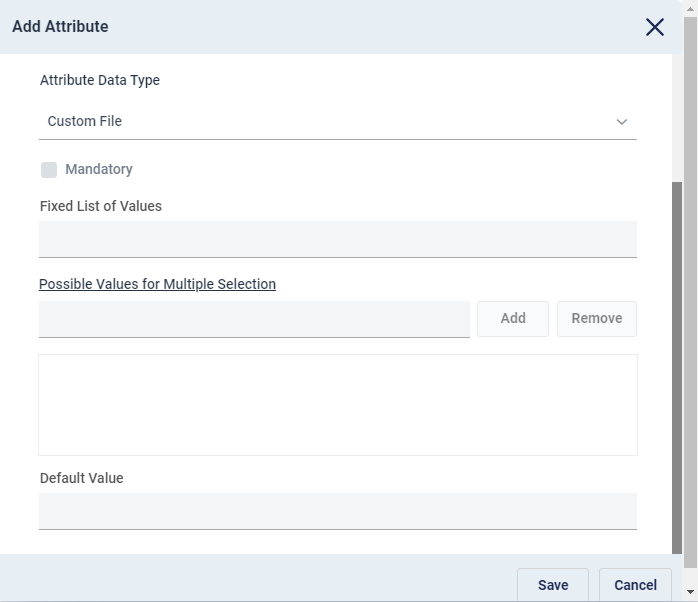 Add Attribute
Attribute Data Type
Custom File
Mandatory
Fixed List of Values
Possible Values for Multiple Selection
Add Remove
Default Value
Save Cancel